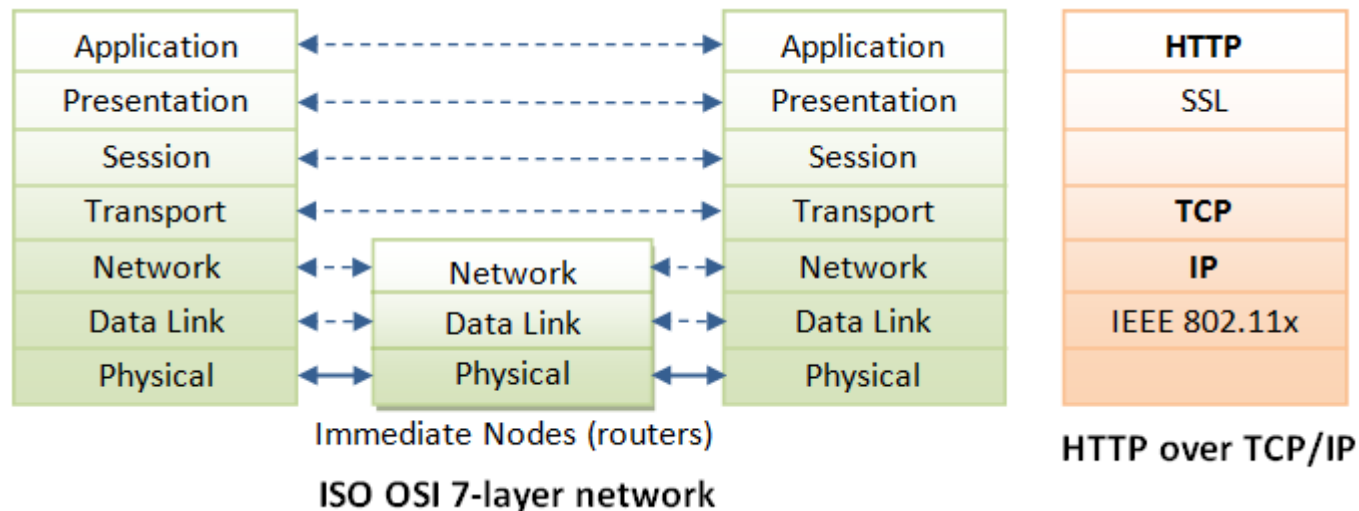 Application Application HTTP
Presentation Presentation SSL
Session Session
Transport Transport TCP
Network Network Network IP
Data Link Data Link Data Link IEEE 802.11x
Physical Physical Physical
Immediate Nodes (routers)
HTTP over TCP/IP
ISO OSI 7-layer network